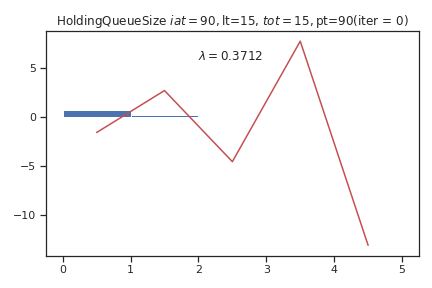 HoldingQueueSize iat = 90, lt=15, tot = 15, pt=90(iter = 0)
λ = 0.3712
5
0
−5
−10
0 1 2 3 4 5